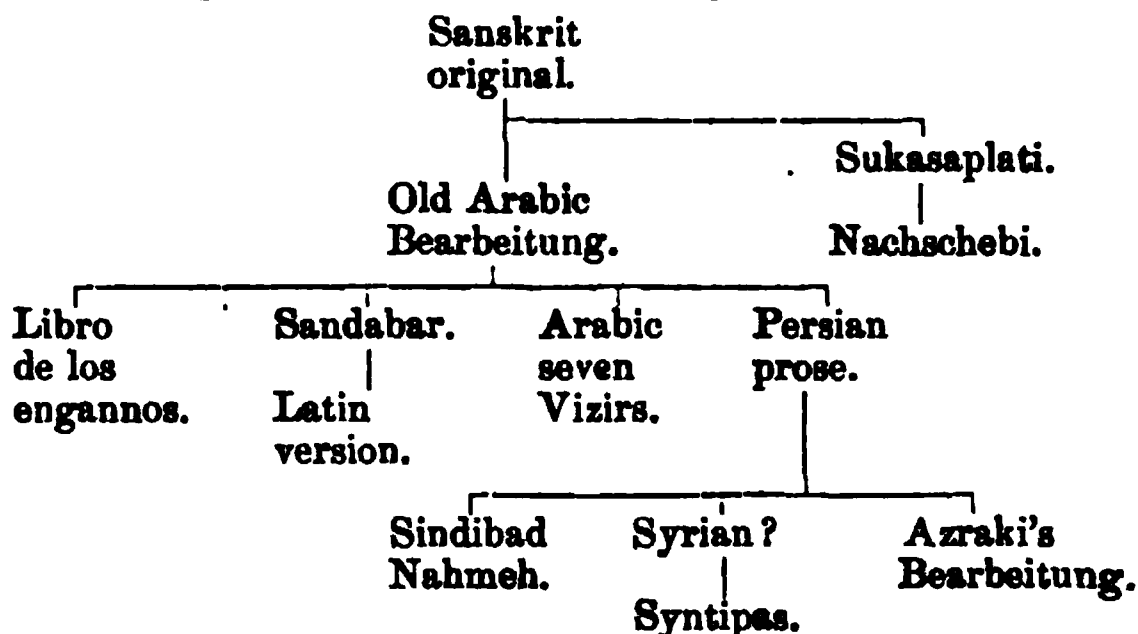 Sanskrit
original.
Sukasaplati.
Old Arabic
Bearbeitung.
Nachschebi.
Libro
de los
engannos.
Sandabar.
Latin
version.
Arabic
seven
Vizirs.
Persian
prose.
Sindibad
Nahmeh.
Syrian?
Syntipas.
Azraki's
Bearbeitung.